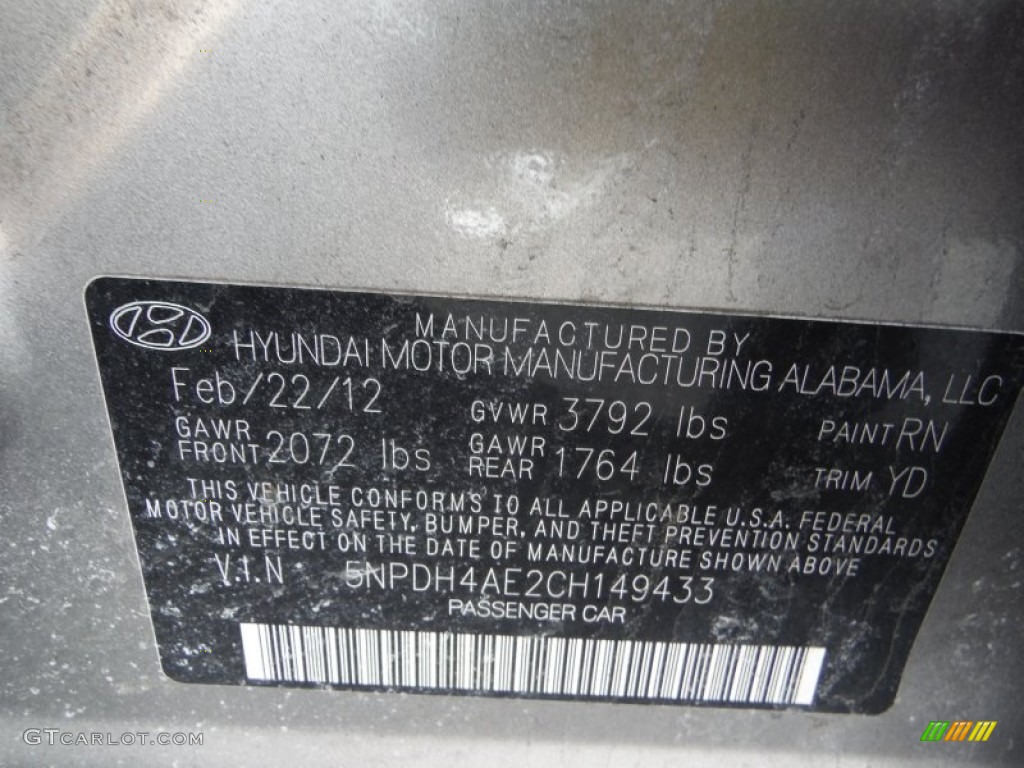 MANUFACTURED BY
HYUNDAI MOTOR MANUFACTURING ALABAMA, LLC
Feb/22/12 GVWR 3792 lbs PAINT RN
GAWR FRONT 2072 lbs GAWR REAR 1764 lbs TRIM YD
THIS VEHICLE CONFORMS TO ALL APPLICABLE U.S.A. FEDERAL
MOTOR VEHICLE SAFETY, BUMPER, AND THEFT PREVENTION STANDARDS
IN EFFECT ON THE DATE OF MANUFACTURE SHOWN ABOVE
V.I.N 5NPDH4AE2CH149433
PASSENGER CAR
GTCARLOT.COM